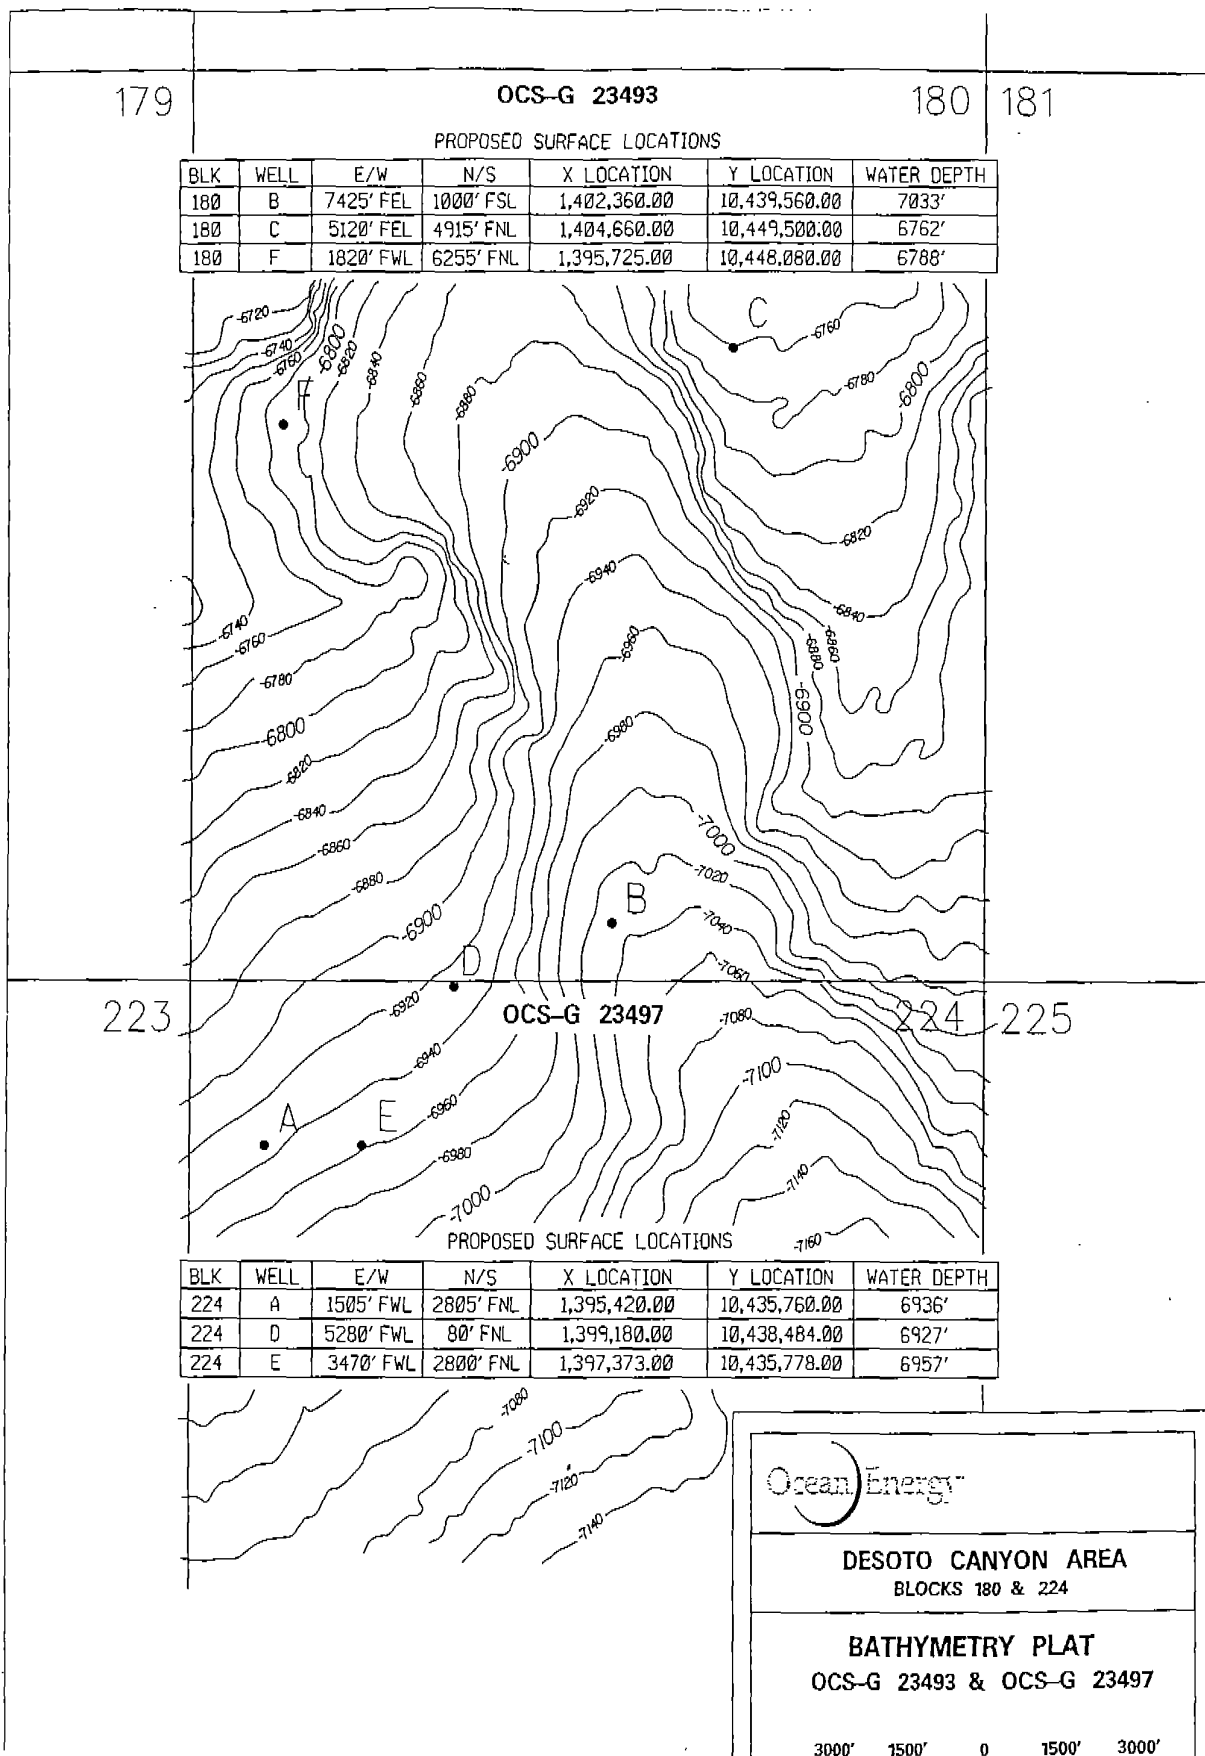 179 OCS-G 23493 180 181
PROPOSED SURFACE LOCATIONS
BLK WELL E/W N/S X LOCATION Y LOCATION WATER DEPTH
180 B 7425' FEL 1000' FSL 1,402,360.00 10,439,560.00 7033'
180 C 5120' FEL 4915' FNL 1,404,660.00 10,449,500.00 6762'
180 F 1820' FWL 6255' FNL 1,395,725.00 10,448,080.00 6788'
-6720
-6740
-6760
-6800
-6820
-6840
-6860
-6880
C
-6760
-6780
-6800
F
-6900
-6920
-6820
-6940
-6840
-6740
-6760
-6780
-6960
-6860
-6880
-6900
-6800
-6980
-6820
-6840
-6860
-6880
-7000
-7020
B
-7040
-6900
D
-7060
-6920
223 OCS-G 23497 224 225
-7080
-6940
-7100
A
E
-6960
-7120
-6980
-7140
-7000
-7160
PROPOSED SURFACE LOCATIONS
BLK WELL E/W N/S X LOCATION Y LOCATION WATER DEPTH
224 A 1505' FWL 2805' FNL 1,395,420.00 10,435,760.00 6936'
224 D 5280' FWL 80' FNL 1,399,180.00 10,438,484.00 6927'
224 E 3470' FWL 2800' FNL 1,397,373.00 10,435,778.00 6957'
-7080
-7100
-7120
-7140
Ocean Energy
DESOTO CANYON AREA
BLOCKS 180 & 224
BATHYMETRY PLAT
OCS-G 23493 & OCS-G 23497
3000' 1500' 0 1500' 3000'